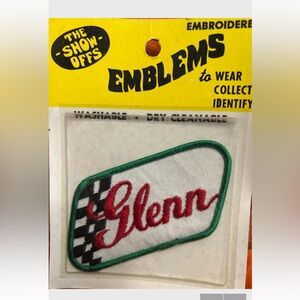 THE
-SHOW-
OFFS
EMBROIDERE
EMBLEMS
to WEAR
COLLECT
IDENTIFY
WASHABLE - DRY CLEANABLE
Glenn